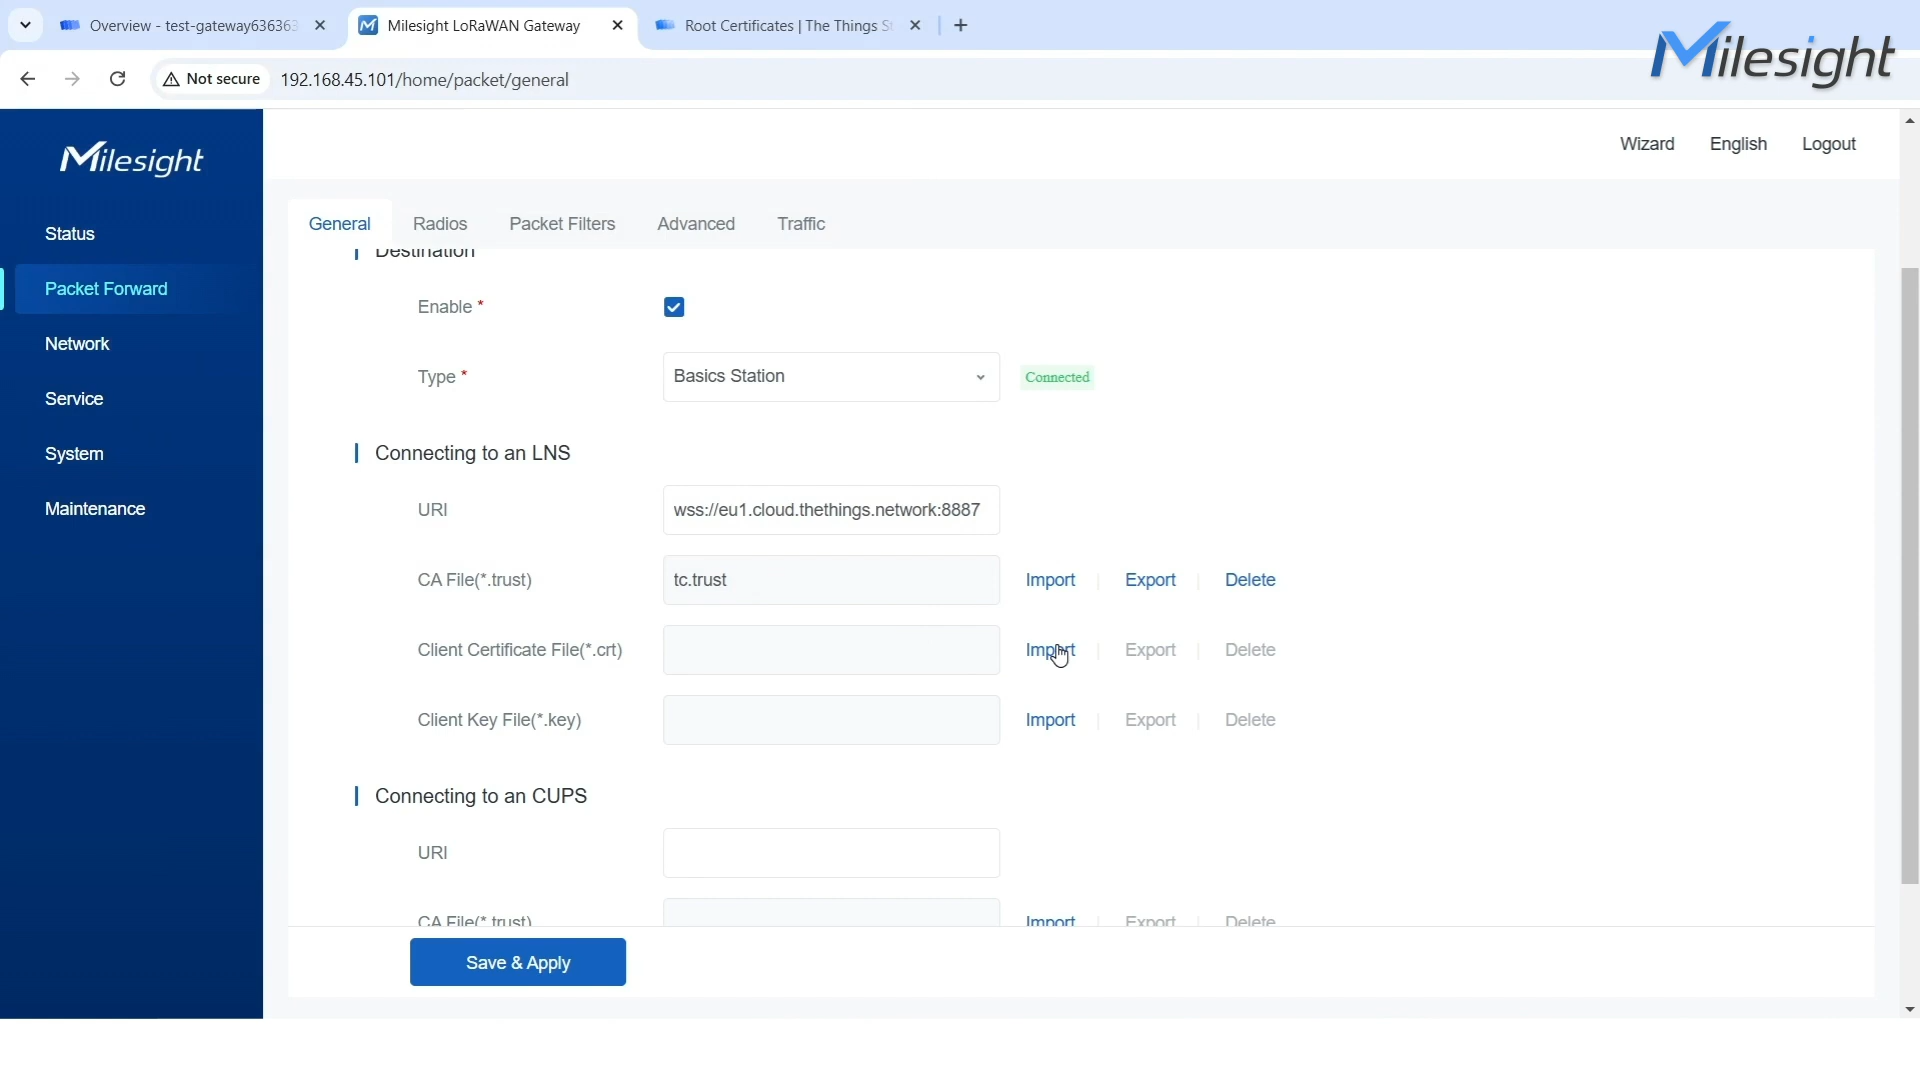 Overview - test-gateway636363
Milesight LoRaWAN Gateway
Root Certificates | The Things St
Not secure
192.168.45.101/home/packet/general
Milesight
Milesight
Wizard
English
Logout
Status
Packet Forward
Network
Service
System
Maintenance
General
Radios
Packet Filters
Advanced
Traffic
Destination
Enable *
Type *
Basics Station
Connected
Connecting to an LNS
URI
wss://eu1.cloud.thethings.network:8887
CA File(*.trust)
tc.trust
Import
Export
Delete
Client Certificate File(*.crt)
Import
Export
Delete
Client Key File(*.key)
Import
Export
Delete
Connecting to an CUPS
URI
CA File(*.trust)
Import
Export
Delete
Save & Apply